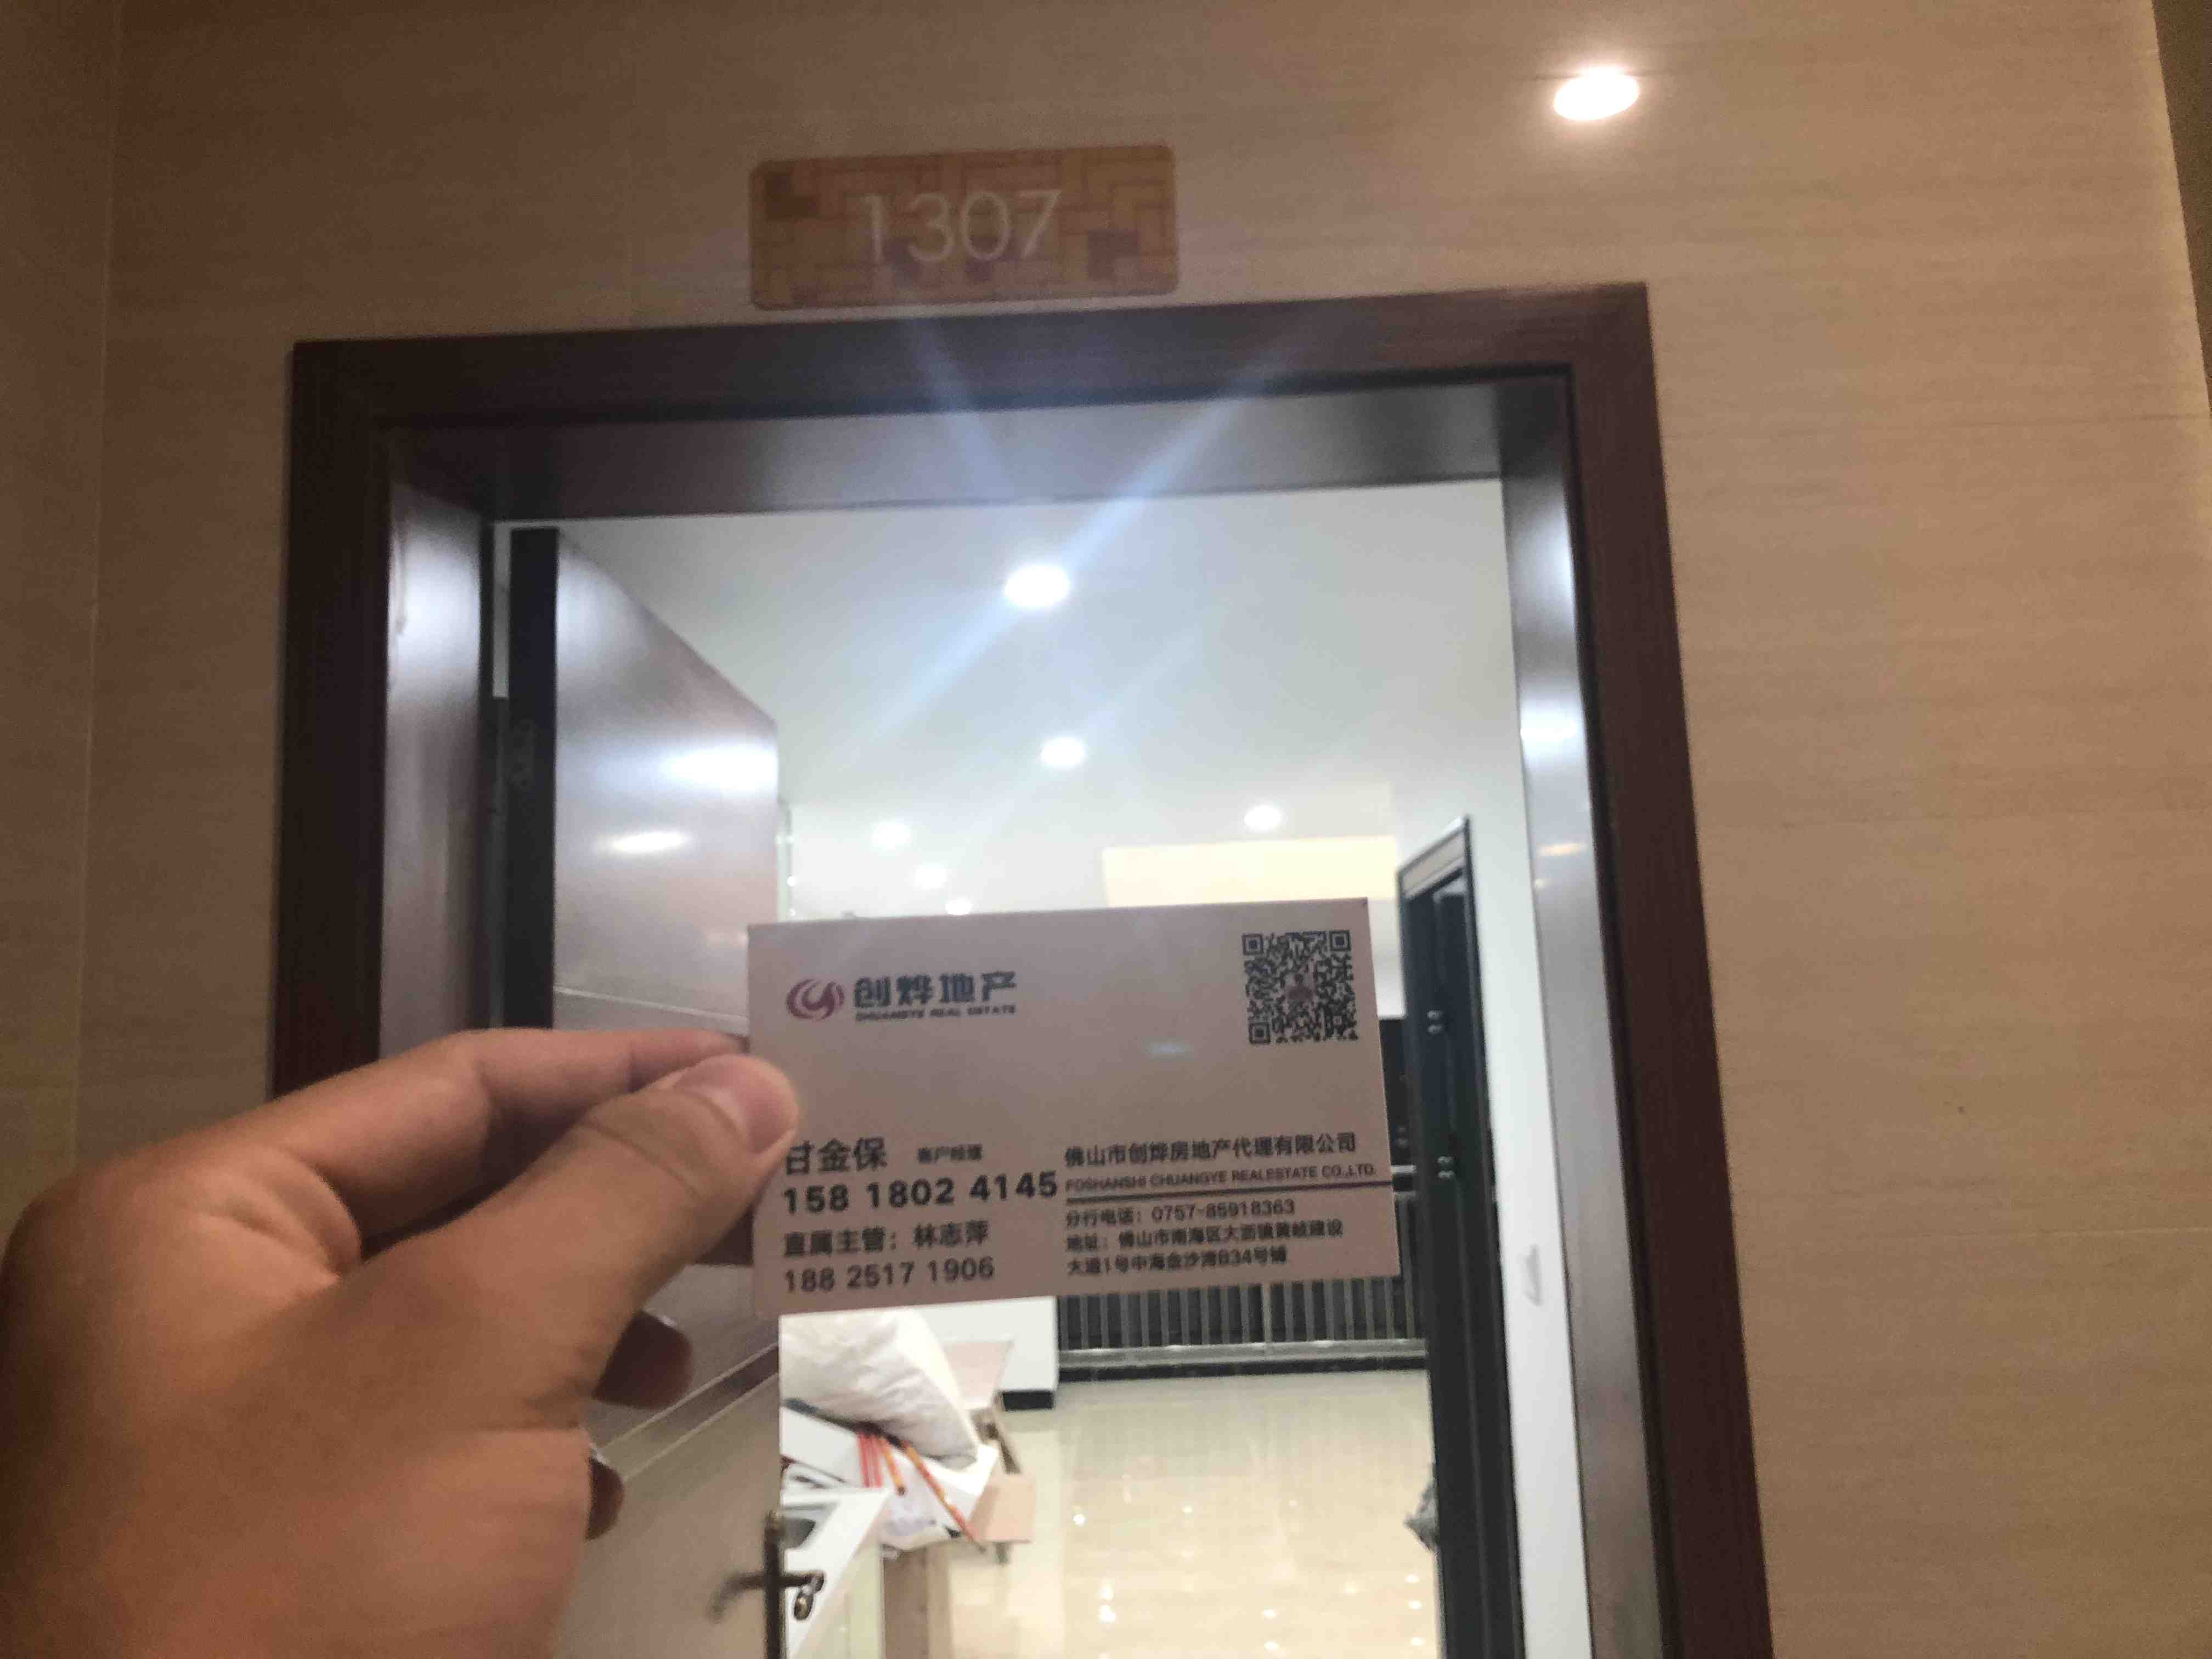 1307
创烨地产
CHUANGYE REAL ESTATE
甘金保 客户经理
158 1802 4145
直属主管：林志萍
188 2517 1906
佛山市创烨房地产代理有限公司
FOSHANSHI CHUANGYE REALESTATE CO.,LTD.
分行电话：0757-85918363
地址：佛山市南海区大沥镇黄岐建设
大道1号中海金沙湾B34号铺